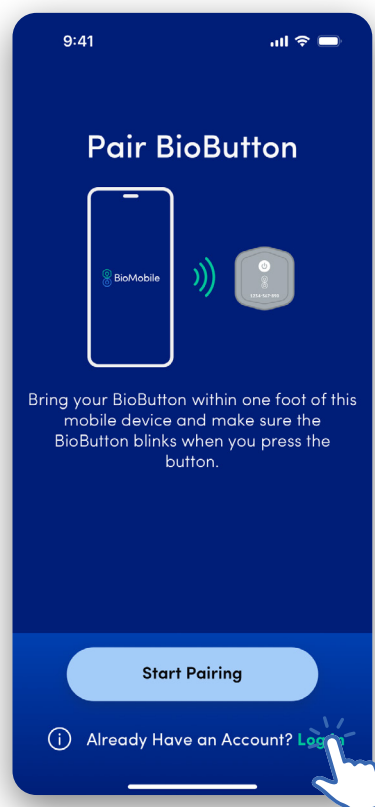 9:41
Pair BioButton
BioMobile
Bring your BioButton within one foot of this
mobile device and make sure the
BioButton blinks when you press the
button.
Start Pairing
Already Have an Account?